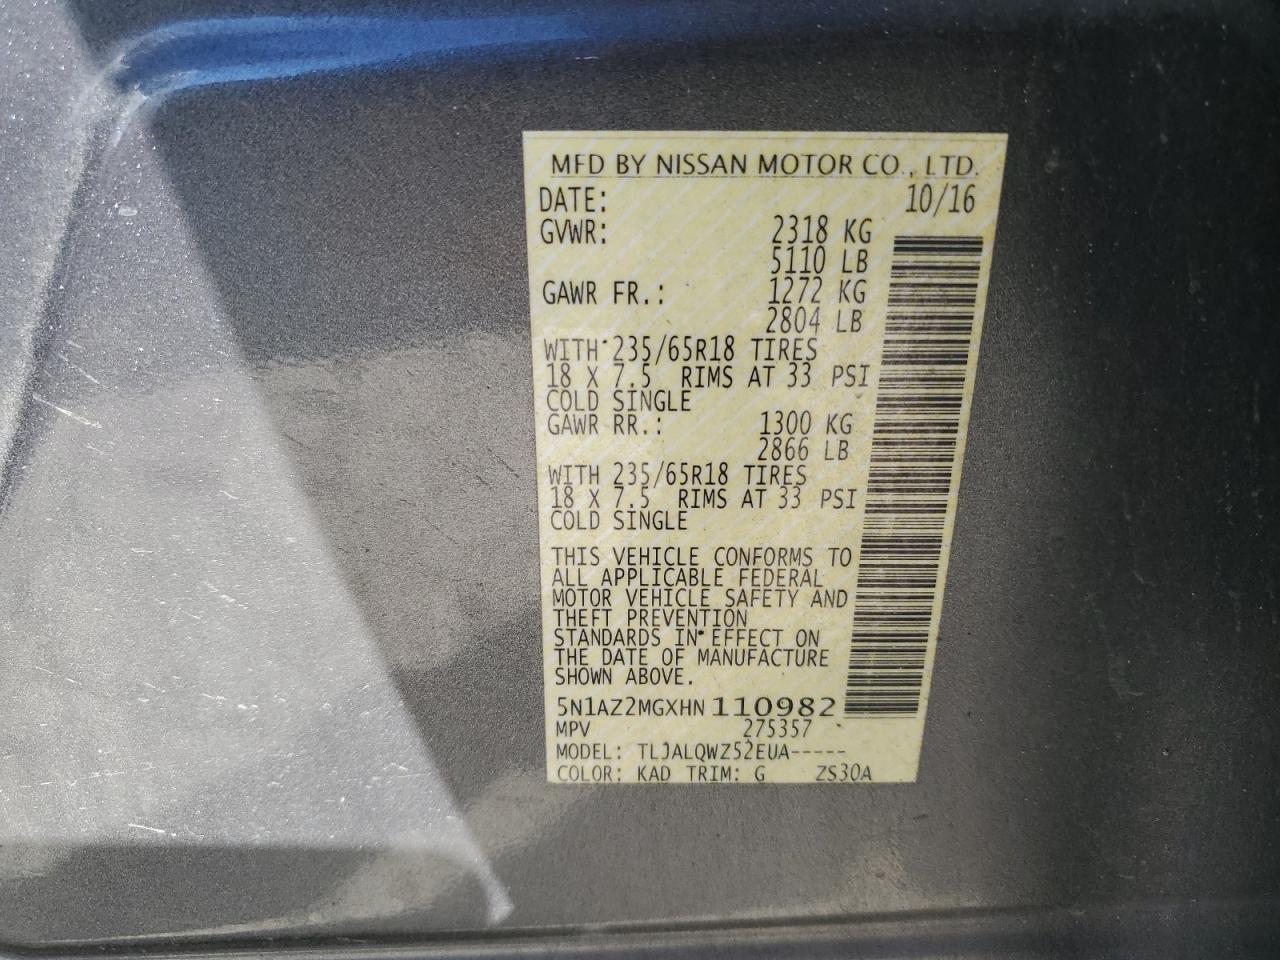 MFD BY NISSAN MOTOR CO., LTD.
DATE: 10/16
GVWR: 2318 KG
5110 LB
GAWR FR.: 1272 KG
2804 LB
WITH 235/65R18 TIRES
18 X 7.5 RIMS AT 33 PSI
COLD SINGLE
GAWR RR.: 1300 KG
2866 LB
WITH 235/65R18 TIRES
18 X 7.5 RIMS AT 33 PSI
COLD SINGLE
THIS VEHICLE CONFORMS TO
ALL APPLICABLE FEDERAL
MOTOR VEHICLE SAFETY AND
THEFT PREVENTION
STANDARDS IN EFFECT ON
THE DATE OF MANUFACTURE
SHOWN ABOVE.
5N1AZ2MGXHN 110982
MPV 275357
MODEL: TLJALQWZ52EUA-----
COLOR: KAD TRIM: G ZS30A